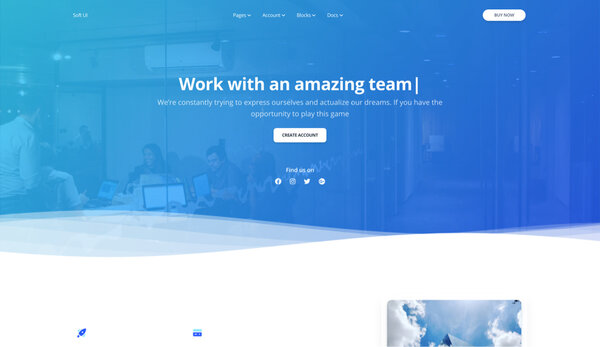 Soft UI
Pages
Account
Blocks
Docs
BUY NOW
Work with an amazing team|
We're constantly trying to express ourselves and actualize our dreams. If you have the
opportunity to play this game
CREATE ACCOUNT
Find us on